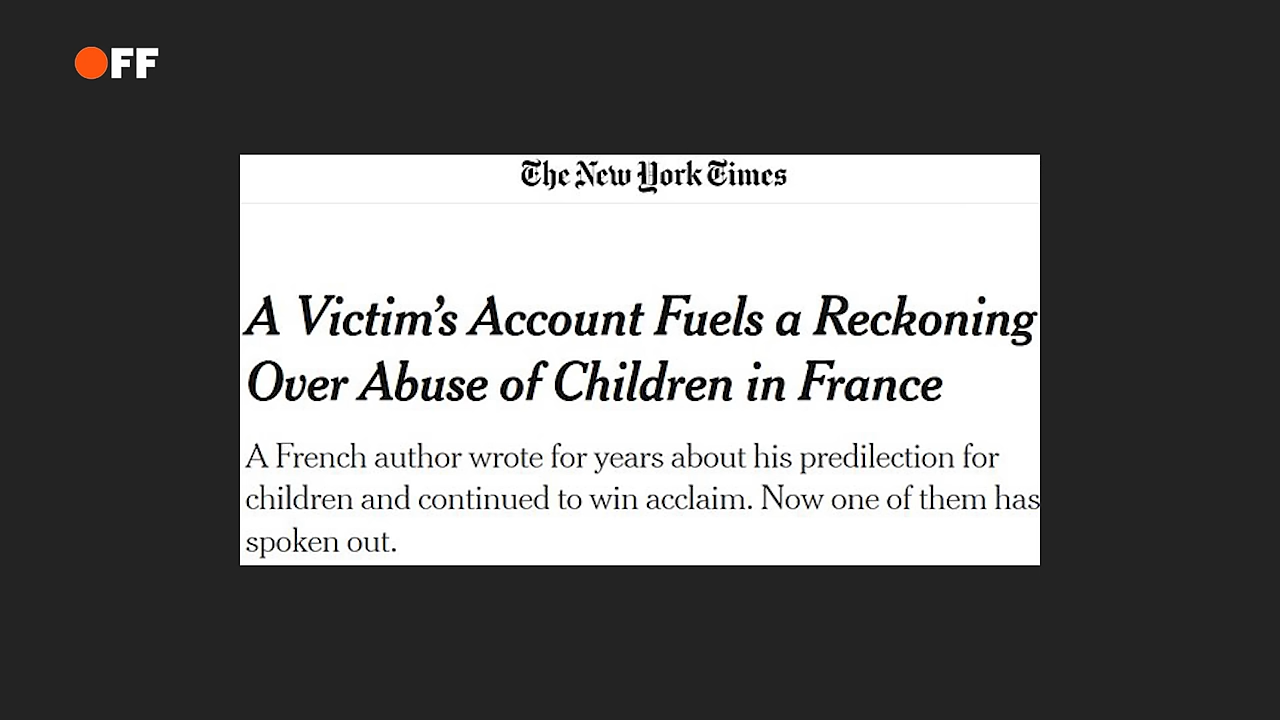 OFF
The New York Times
A Victim’s Account Fuels a Reckoning
Over Abuse of Children in France
A French author wrote for years about his predilection for
children and continued to win acclaim. Now one of them has
spoken out.